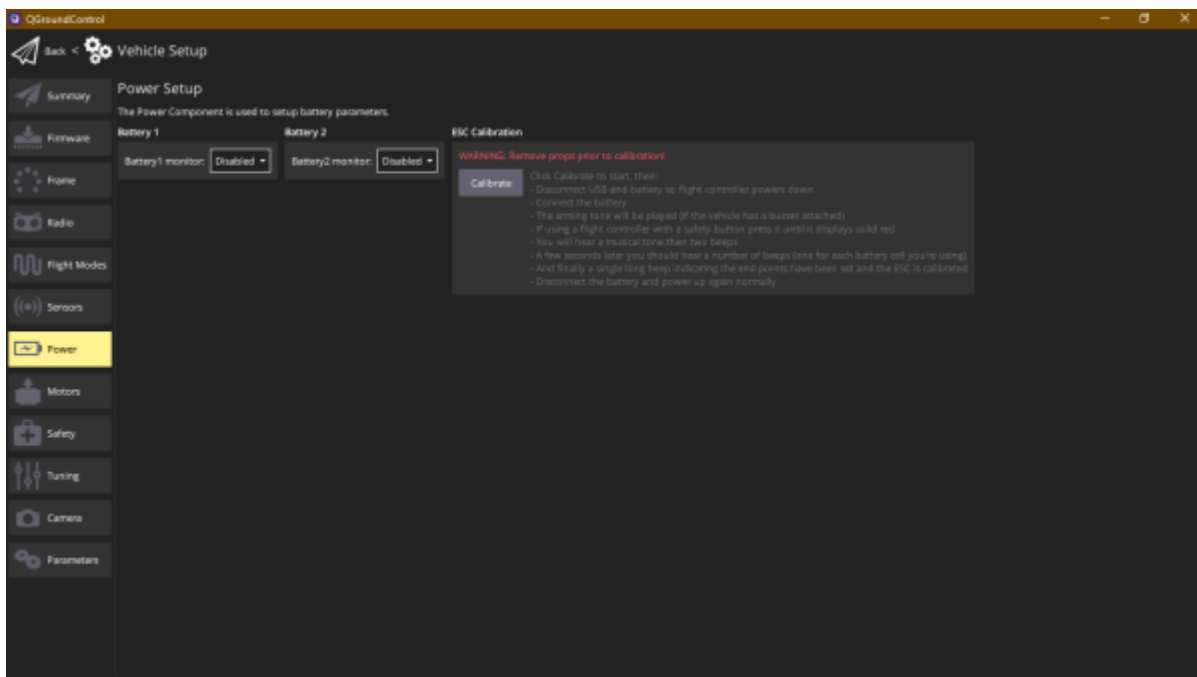 QGroundControl
Back < Vehicle Setup
Summary
Firmware
Frame
Radio
Flight Modes
Sensors
Power
Motors
Safety
Tuning
Camera
Parameters
Power Setup
The Power Component is used to setup battery parameters.
Battery 1
Battery1 monitor: Disabled
Battery 2
Battery2 monitor: Disabled
ESC Calibration
WARNING: Remove props prior to calibration!
Calibrate
Click Calibrate to start, then:
- Disconnect USB and battery so flight controller powers down
- Connect the battery
- The arming tone will be played (if the vehicle has a buzzer attached)
- If using a flight controller with a safety button press it until it displays solid red
- You will hear a musical tone then two beeps
- A few seconds later you should hear a number of beeps (one for each battery cell you're using)
- And finally a single long beep indicating the end points have been set and the ESC is calibrated
- Disconnect the battery and power up again normally